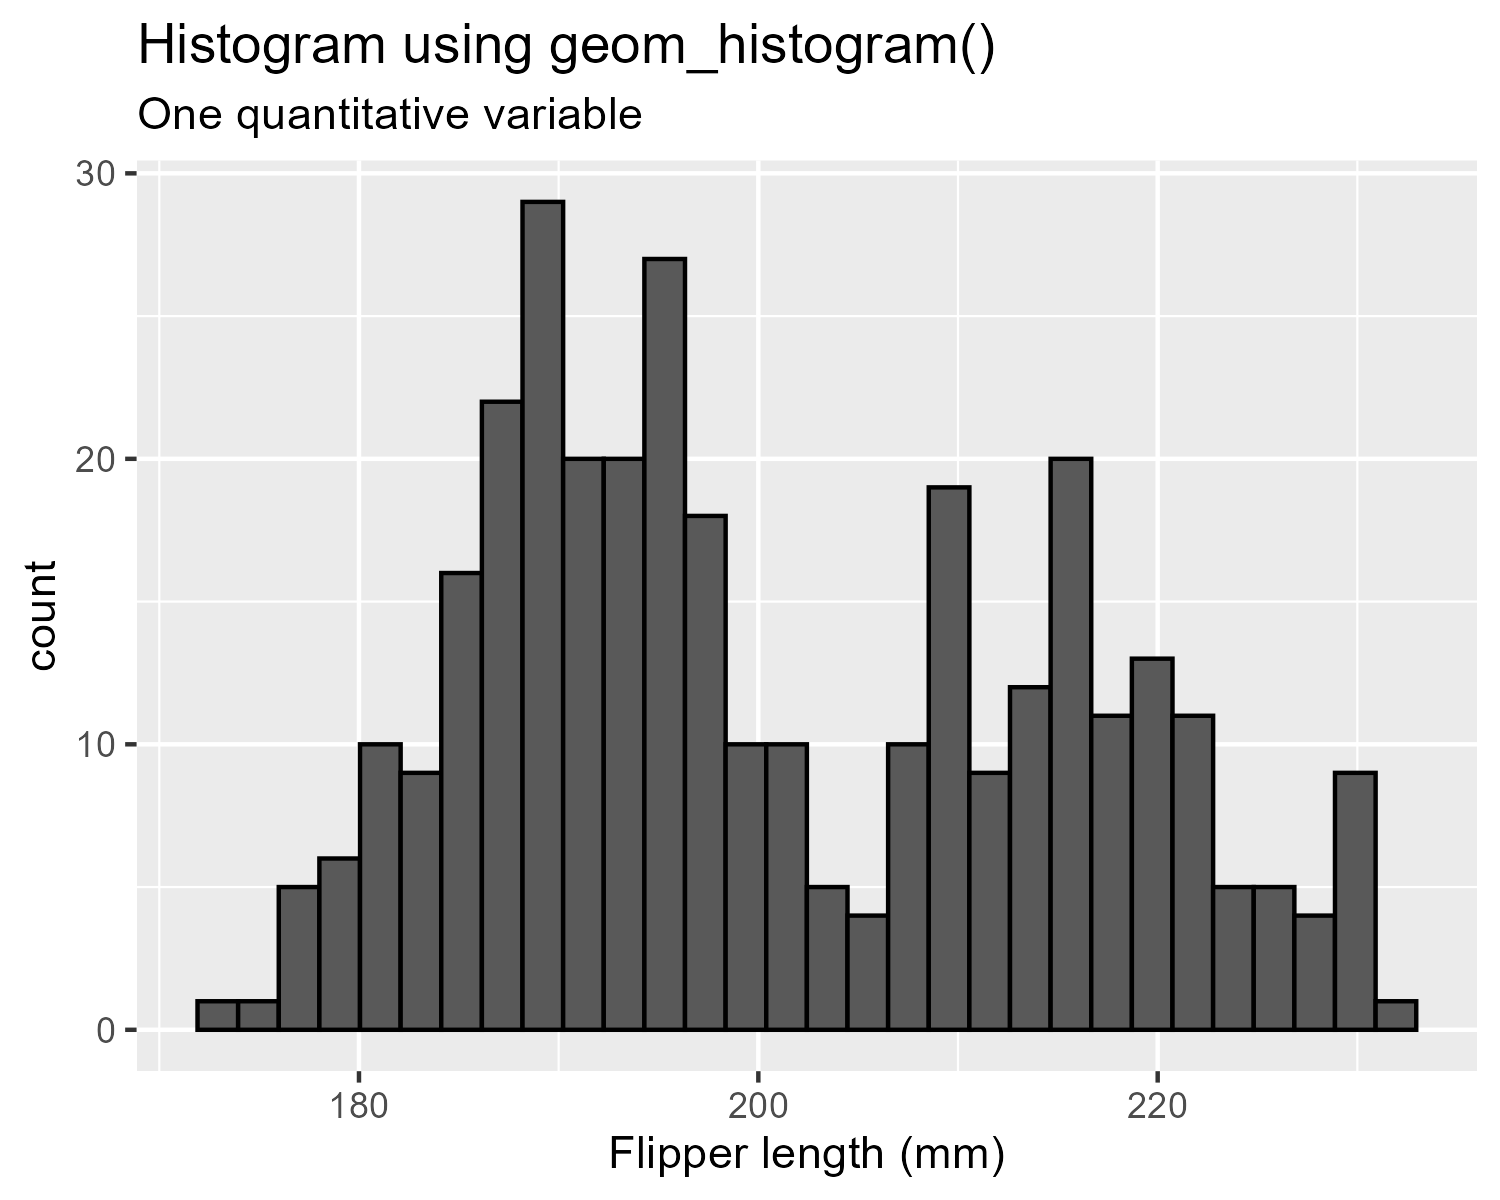 Histogram using geom_histogram()
One quantitative variable
30
20
10
0
count
180 200 220
Flipper length (mm)